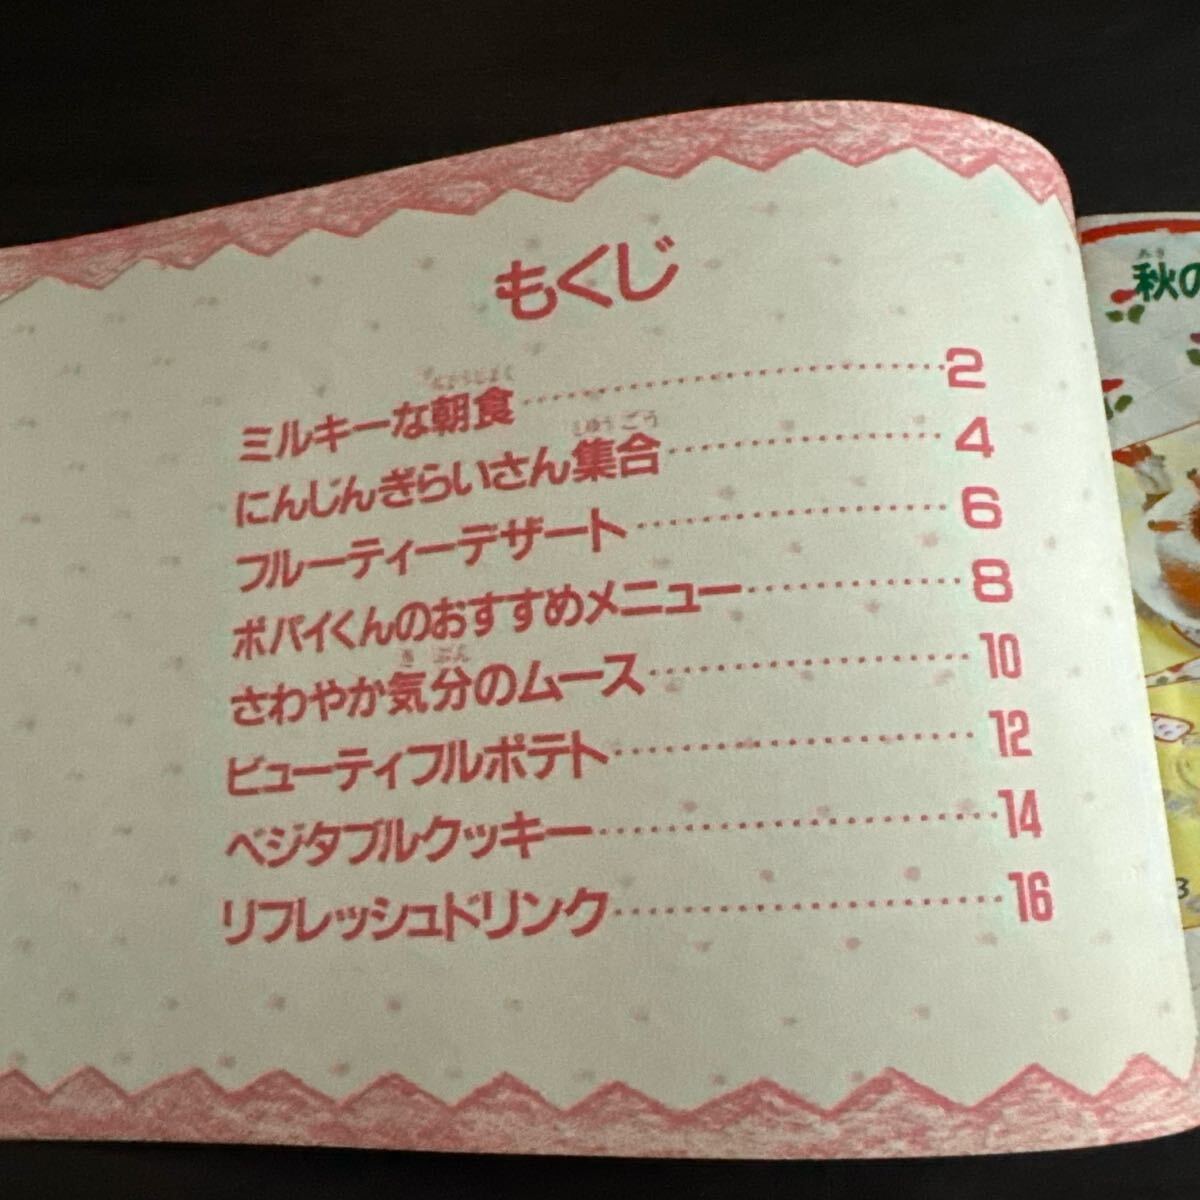 もくじ
ミルキーな朝食 2
にんじんぎらいさん集合 4
フルーティーデザート 6
ポパイくんのおすすめメニュー 8
さわやか気分のムース 10
ビューティフルポテト 12
ベジタブルクッキー 14
リフレッシュドリンク 16
秋の
3